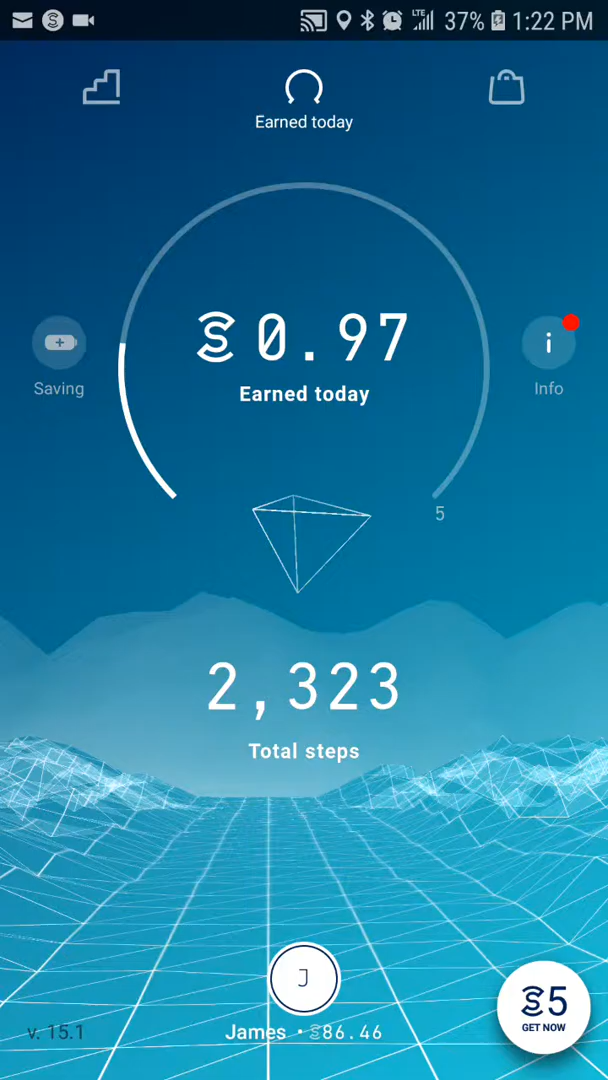 LTE 37% 1:22 PM
Earned today
0.97
Earned today
Saving
i
Info
5
2,323
Total steps
J
5
GET NOW
v. 15.1
James • 86.46